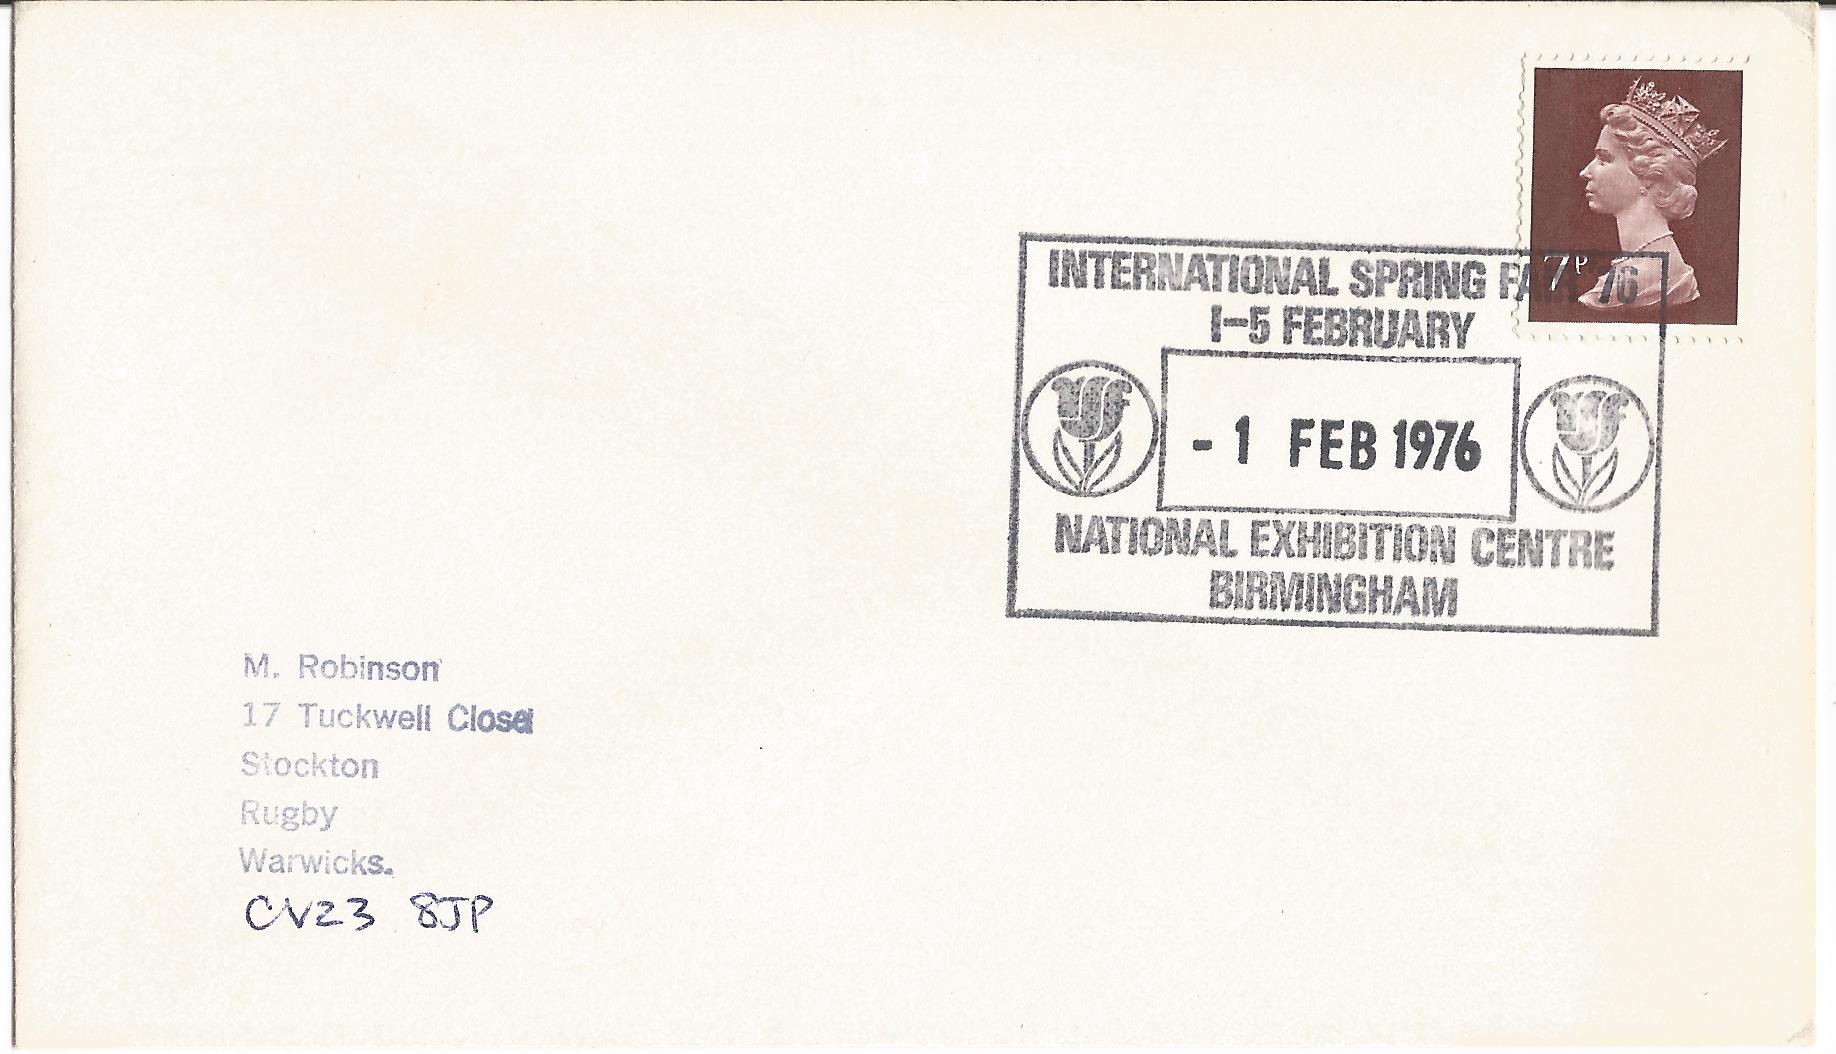 7P
INTERNATIONAL SPRING FAIR 76
1-5 FEBRUARY
- 1 FEB 1976
NATIONAL EXHIBITION CENTRE
BIRMINGHAM
M. Robinson
17 Tuckwell Close
Stockton
Rugby
Warwicks.
CV23 8JP